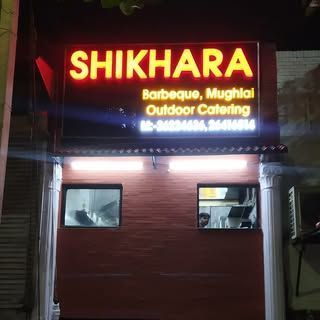 SHIKHARA
Barbeque, Mughlai
Outdoor Catering